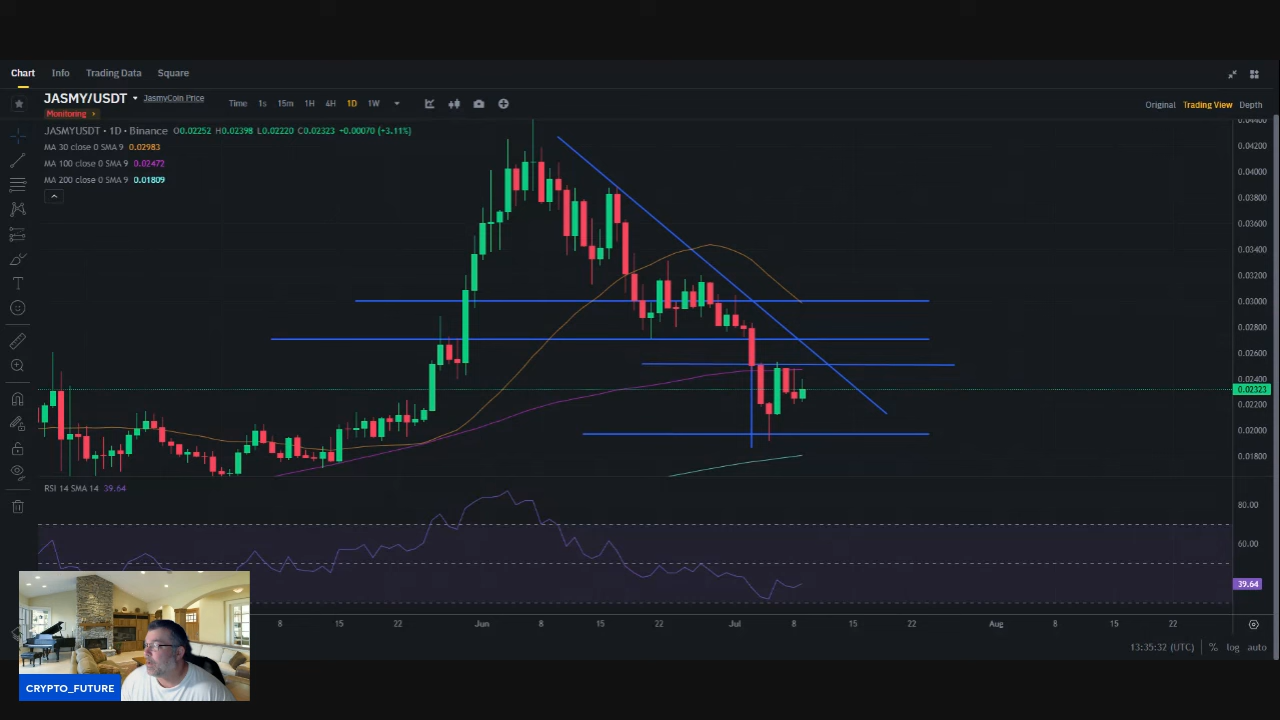 Chart Info Trading Data Square
JASMY/USDT JasmyCoin Price Time 1s 15m 1H 4H 1D 1W Original Trading View Depth
Monitoring
JASMYUSDT · 1D · Binance O0.02252 H0.02398 L0.02220 C0.02323 −0.00070 (+3.11%)
MA 30 close 0 SMA 9 0.02983
MA 100 close 0 SMA 9 0.02472
MA 200 close 0 SMA 9 0.01809
0.04400
0.04200
0.04000
0.03800
0.03600
0.03400
0.03200
0.03000
0.02800
0.02600
0.02400
0.02323
0.02200
0.02000
0.01800
RSI 14 SMA 14 39.64
80.00
60.00
39.64
8 15 22 Jun 8 15 22 Jul 8 15 22 Aug 8 15 22
13:35:32 (UTC) % log auto
CRYPTO_FUTURE